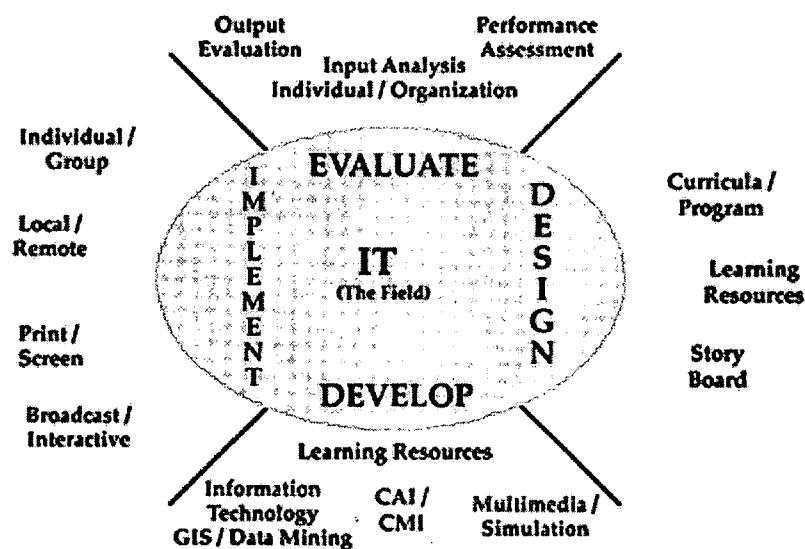 Output
Evaluation
Performance
Assessment
Input Analysis
Individual / Organization
Individual /
Group
Local /
Remote
Print /
Screen
Broadcast /
Interactive
EVALUATE
IMPLEMENT
IT
(The Field)
DESIGN
DEVELOP
Curricula /
Program
Learning
Resources
Story
Board
Learning Resources
Information
Technology
GIS / Data Mining
CAI /
CMI
Multimedia /
Simulation